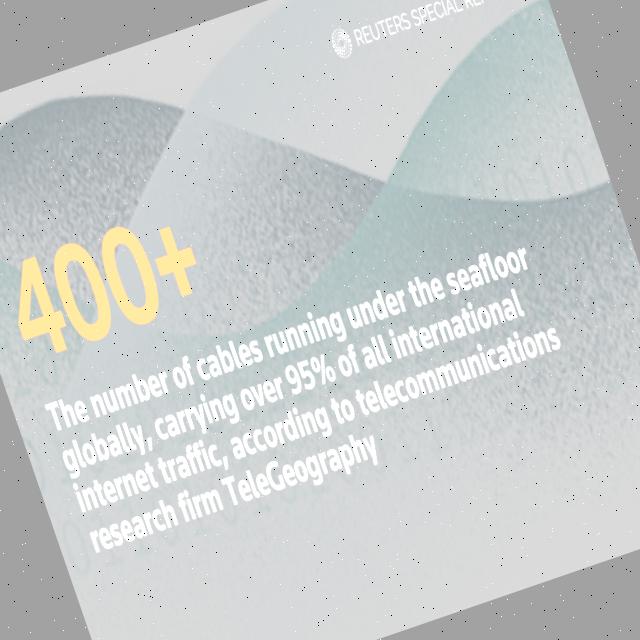 REUTERS SPECIAL
400+
The number of cables running under the seafloor
globally, carrying over 95% of all international
internet traffic, according to telecommunications
research firm TeleGeography